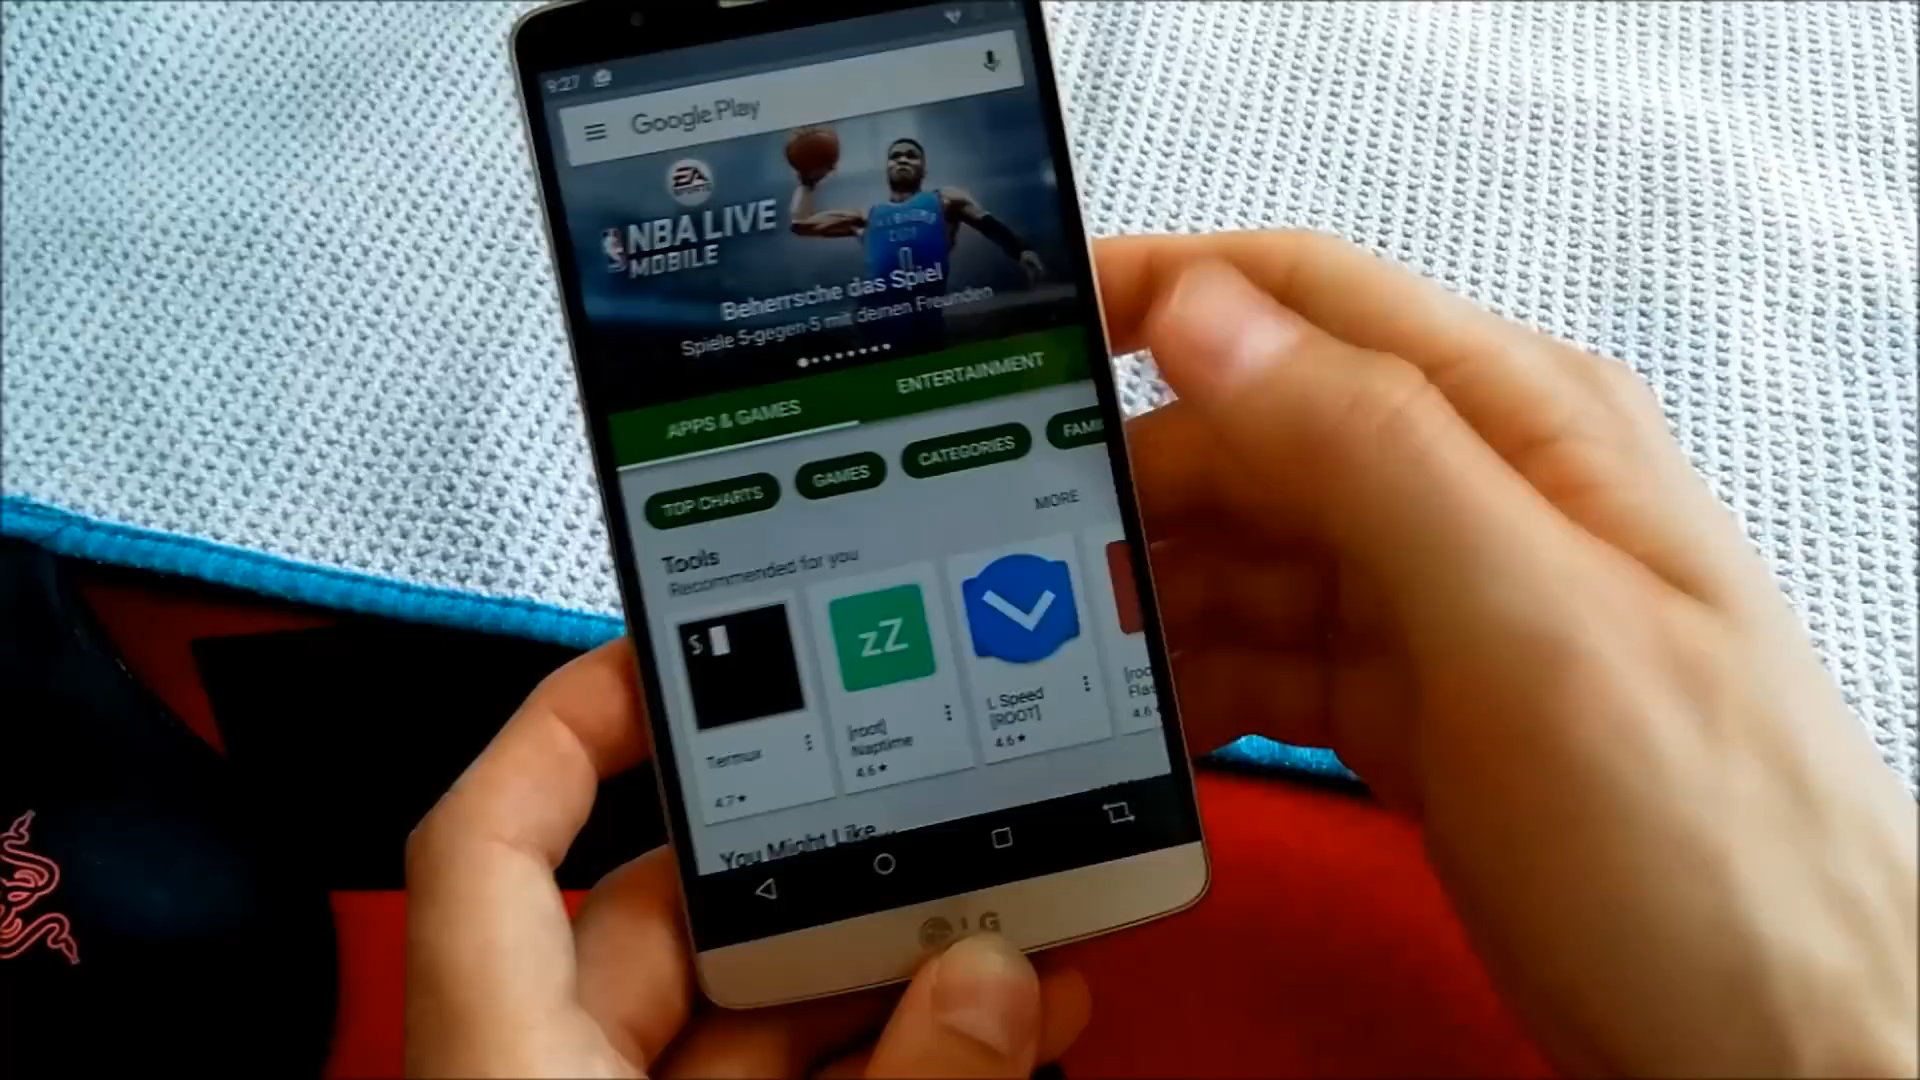 9:27
Google Play
EA
SPORTS
NBA LIVE
MOBILE
CITY
0
Beherrsche das Spiel
Spiele 5-gegen-5 mit deinen Freunden
APPS & GAMES
ENTERTAINMENT
TOP CHARTS
GAMES
CATEGORIES
FAMI
MORE
Tools
Recommended for you
$
zZ
Termux
4.7★
[root]
Naptime
4.6★
L Speed
[ROOT]
4.6★
[roo
Flas
4.6
You Might Like...
LG